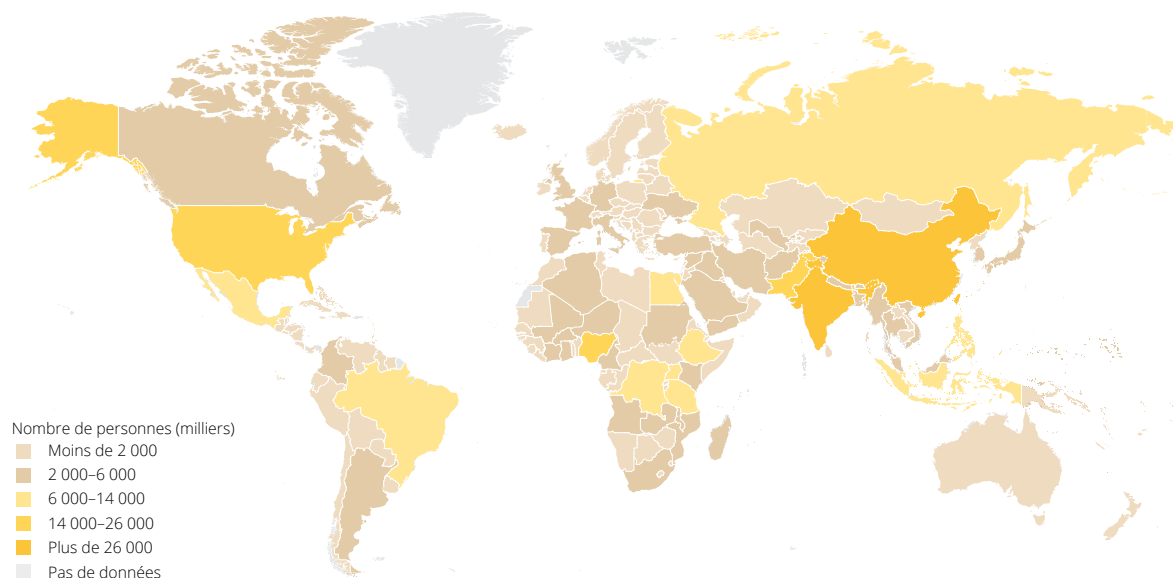 Nombre de personnes (milliers)
Moins de 2 000
2 000–6 000
6 000–14 000
14 000–26 000
Plus de 26 000
Pas de données